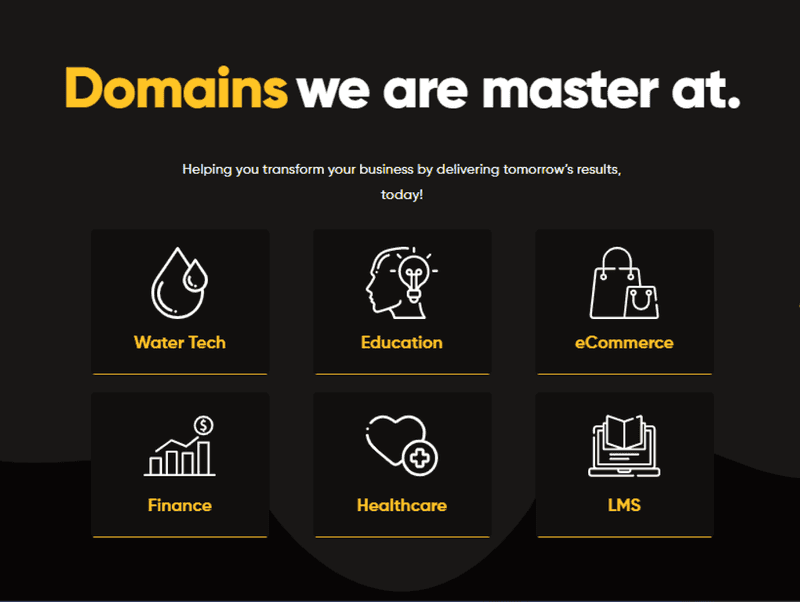 Domains we are master at.
Helping you transform your business by delivering tomorrow's results,
today!
Water Tech
Education
eCommerce
$
Finance
Healthcare
LMS